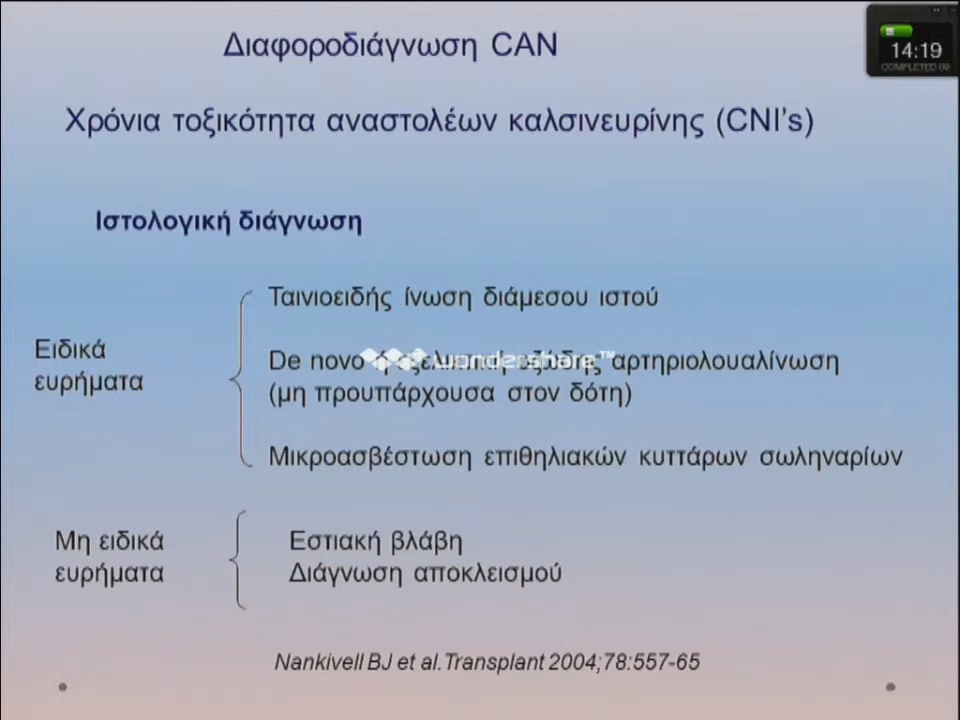 Διαφοροδιάγνωση CAN
14:19
COMPLETED
Χρόνια τοξικότητα αναστολέων καλσινευρίνης (CNI's)
Ιστολογική διάγνωση
Ταινιοειδής ίνωση διάμεσου ιστού
Ειδικά
ευρήματα
De novo αρτηριολουαλίνωση
wondershare™
(μη προυπάρχουσα στον δότη)
Μικροασβέστωση επιθηλιακών κυττάρων σωληναρίων
Μη ειδικά
ευρήματα
Εστιακή βλάβη
Διάγνωση αποκλεισμού
Nankivell BJ et al.Transplant 2004;78:557-65